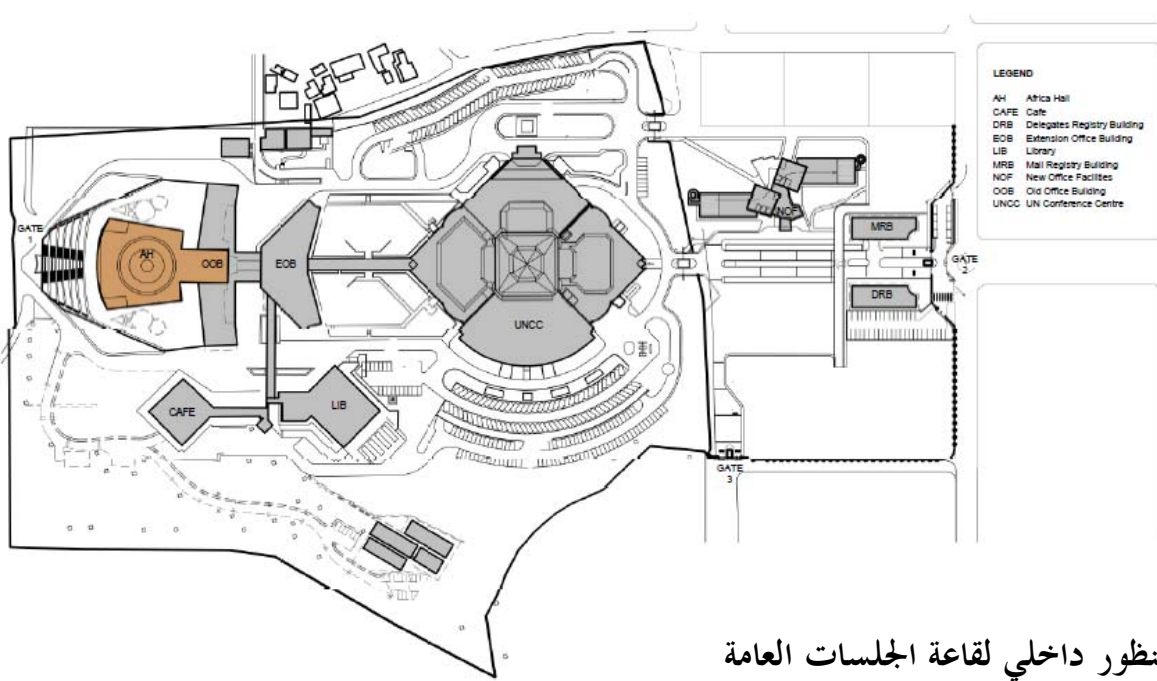 LEGEND
AH Africa Hall
CAFE Cafe
DRB Delegates Registry Building
EOB Extension Office Building
LIB Library
MRB Mail Registry Building
NOF New Office Facilities
OOB Old Office Building
UNCC UN Conference Centre
GATE
1
AH
OOB
EOB
UNCC
NOF
MRB
GATE
2
DRB
CAFE
LIB
GATE
3
نظور داخلي لقاعة الجلسات العامة